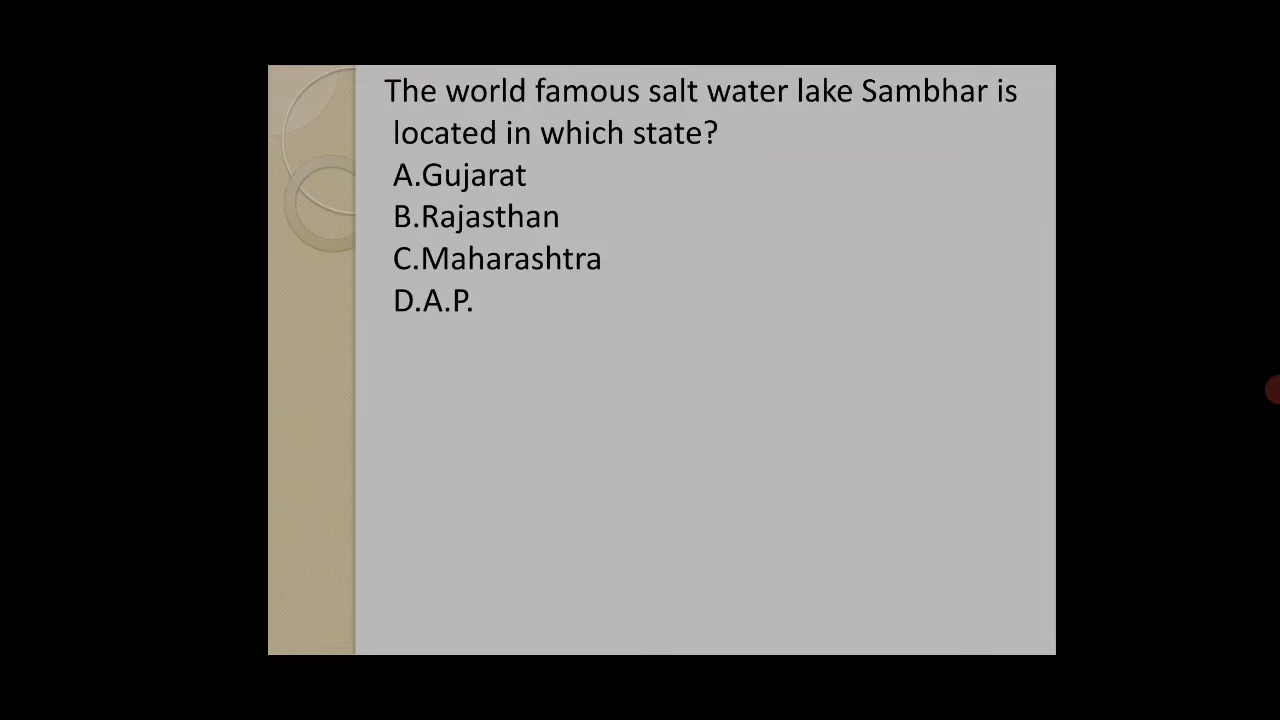 The world famous salt water lake Sambhar is
located in which state?
A.Gujarat
B.Rajasthan
C.Maharashtra
D.A.P.